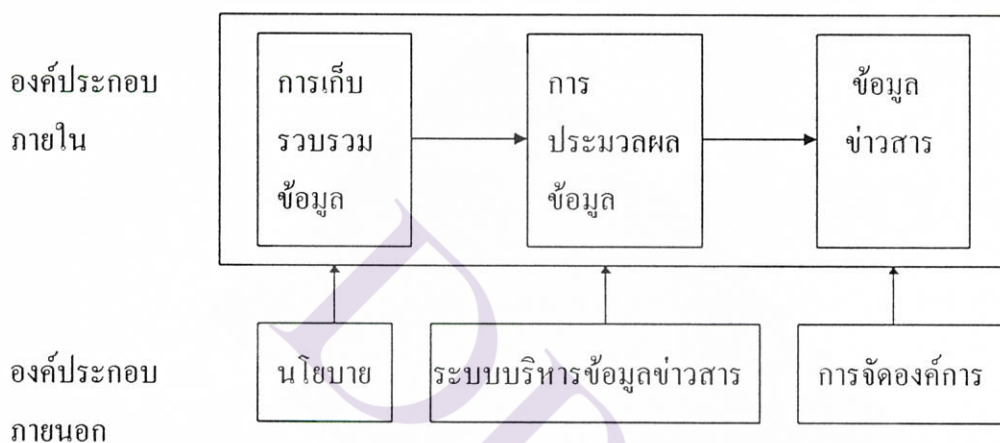 องค์ประกอบ
ภายใน
การเก็บ
รวบรวม
ข้อมูล
การ
ประมวลผล
ข้อมูล
ข้อมูล
ข่าวสาร
องค์ประกอบ
ภายนอก
นโยบาย
ระบบบริหารข้อมูลข่าวสาร
การจัดองค์การ